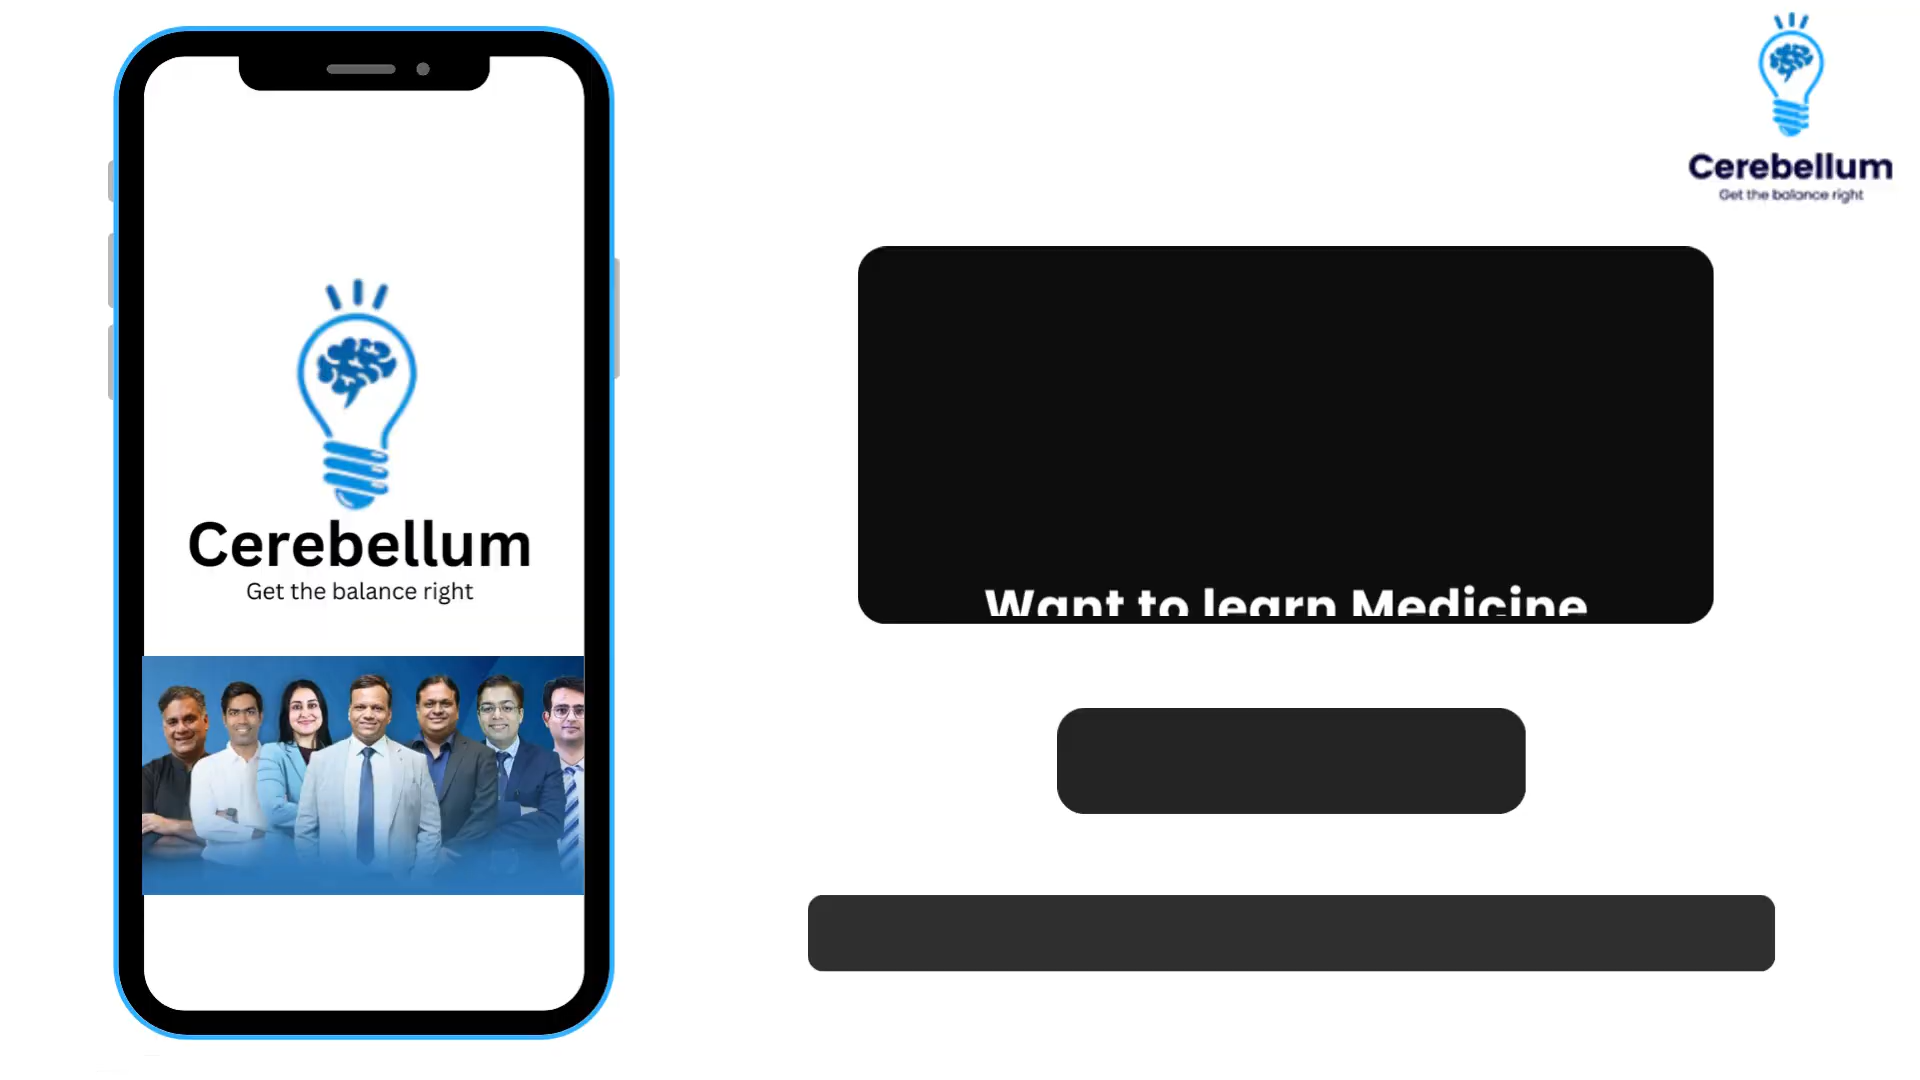 Cerebellum
Get the balance right
Cerebellum
Get the balance right
Want to learn Medicine